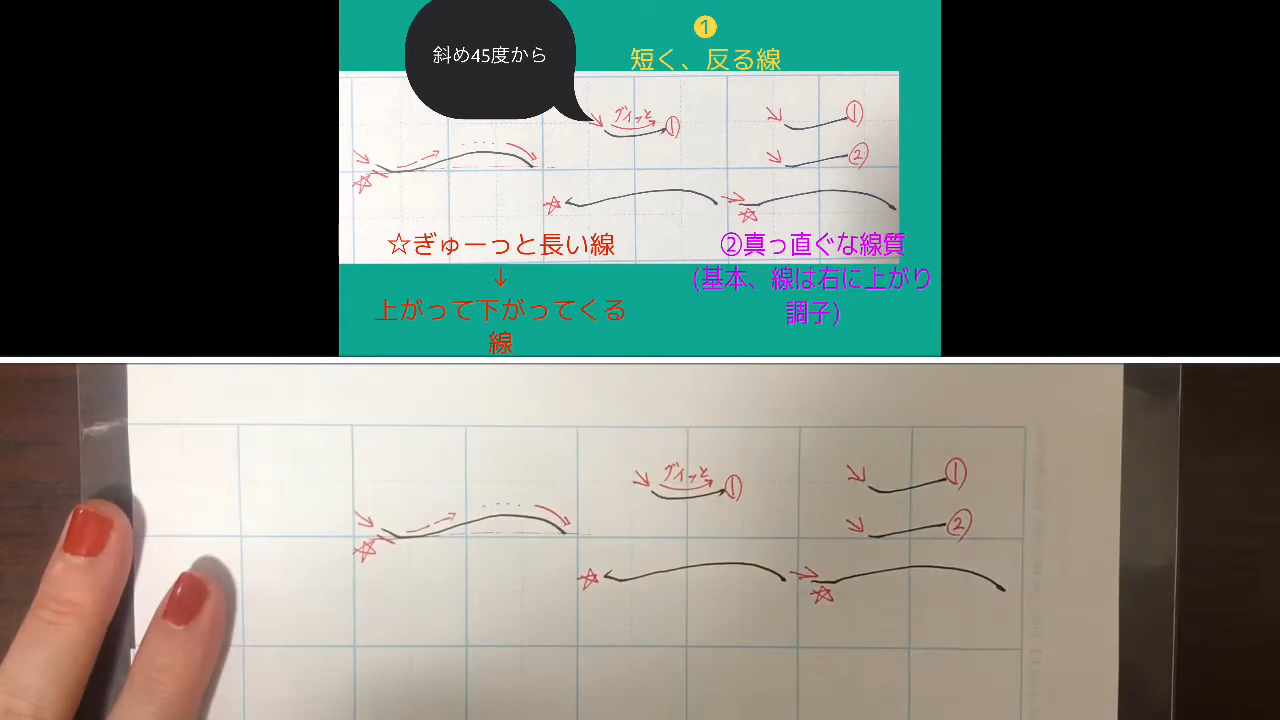 斜め45度から
❶
短く、反る線
グイッと
①
①
②
☆
☆
☆
☆ぎゅーっと長い線
↓
上がって下がってくる
線
②真っ直ぐな線質
(基本、線は右に上がり
調子)
グイッと
①
①
②
☆
☆
☆